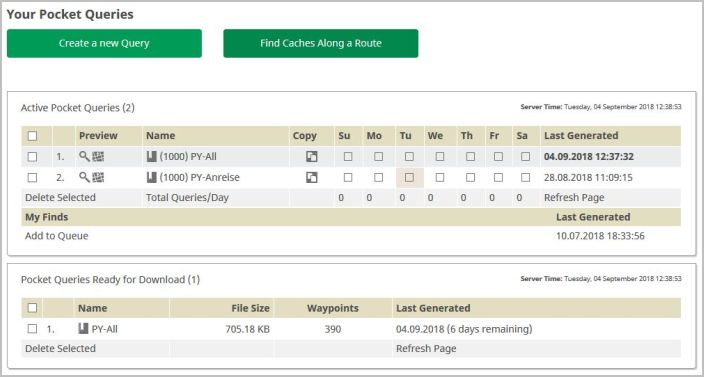 Your Pocket Queries
Create a new Query Find Caches Along a Route
Active Pocket Queries (2) Server Time: Tuesday, 04 September 2018 12:38:53
Preview Name Copy Su Mo Tu We Th Fr Sa Last Generated
1. (1000) PY-All 04.09.2018 12:37:32
2. (1000) PY-Anreise 28.08.2018 11:09:15
Delete Selected Total Queries/Day 0 0 0 0 0 0 0 Refresh Page
My Finds Last Generated
Add to Queue 10.07.2018 18:33:56
Pocket Queries Ready for Download (1) Server Time: Tuesday, 04 September 2018 12:38:53
Name File Size Waypoints Last Generated
1. PY-All 705.18 KB 390 04.09.2018 (6 days remaining)
Delete Selected Refresh Page